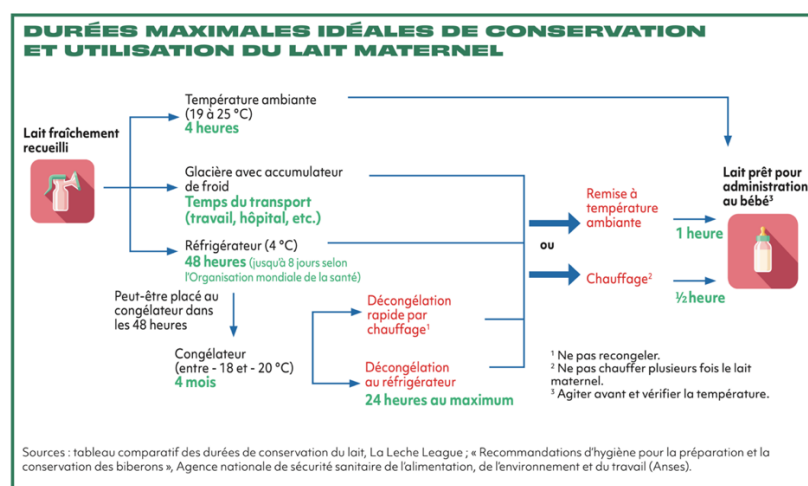 DURÉES MAXIMALES IDÉALES DE CONSERVATION
ET UTILISATION DU LAIT MATERNEL
Lait fraîchement
recueilli
Température ambiante
(19 à 25 °C)
4 heures
Glacière avec accumulateur
de froid
Temps du transport
(travail, hôpital, etc.)
Réfrigérateur (4 °C)
48 heures (jusqu'à 8 jours selon
l'Organisation mondiale de la santé)
Peut-être placé au
congélateur dans
les 48 heures
Congélateur
(entre - 18 et - 20 °C)
4 mois
Décongélation
rapide par
chauffage¹
Décongélation
au réfrigérateur
24 heures au maximum
Remise à
température
ambiante
ou
Chauffage²
1 heure
½ heure
Lait prêt pour
administration
au bébé³
¹ Ne pas recongeler.
² Ne pas chauffer plusieurs fois le lait
maternel.
³ Agiter avant et vérifier la température.
Sources : tableau comparatif des durées de conservation du lait, La Leche League ; « Recommandations d'hygiène pour la préparation et la
conservation des biberons », Agence nationale de sécurité sanitaire de l'alimentation, de l'environnement et du travail (Anses).